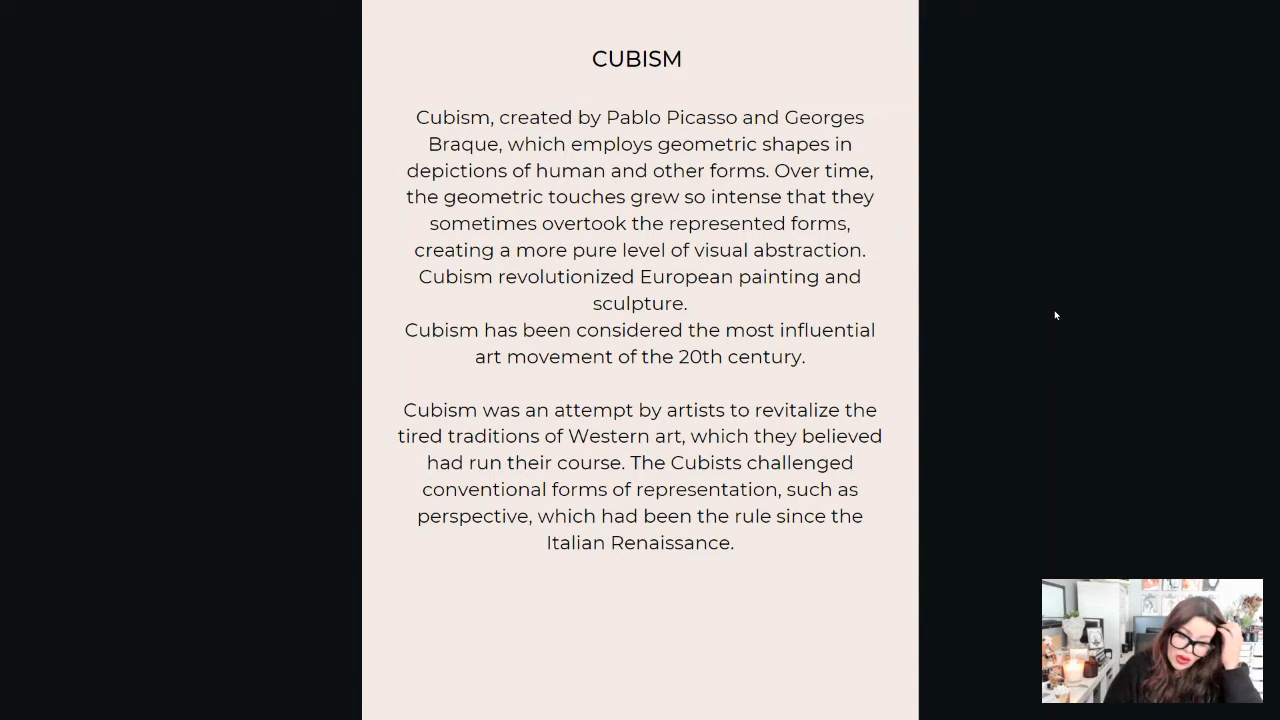 CUBISM
Cubism, created by Pablo Picasso and Georges
Braque, which employs geometric shapes in
depictions of human and other forms. Over time,
the geometric touches grew so intense that they
sometimes overtook the represented forms,
creating a more pure level of visual abstraction.
Cubism revolutionized European painting and
sculpture.
Cubism has been considered the most influential
art movement of the 20th century.
Cubism was an attempt by artists to revitalize the
tired traditions of Western art, which they believed
had run their course. The Cubists challenged
conventional forms of representation, such as
perspective, which had been the rule since the
Italian Renaissance.